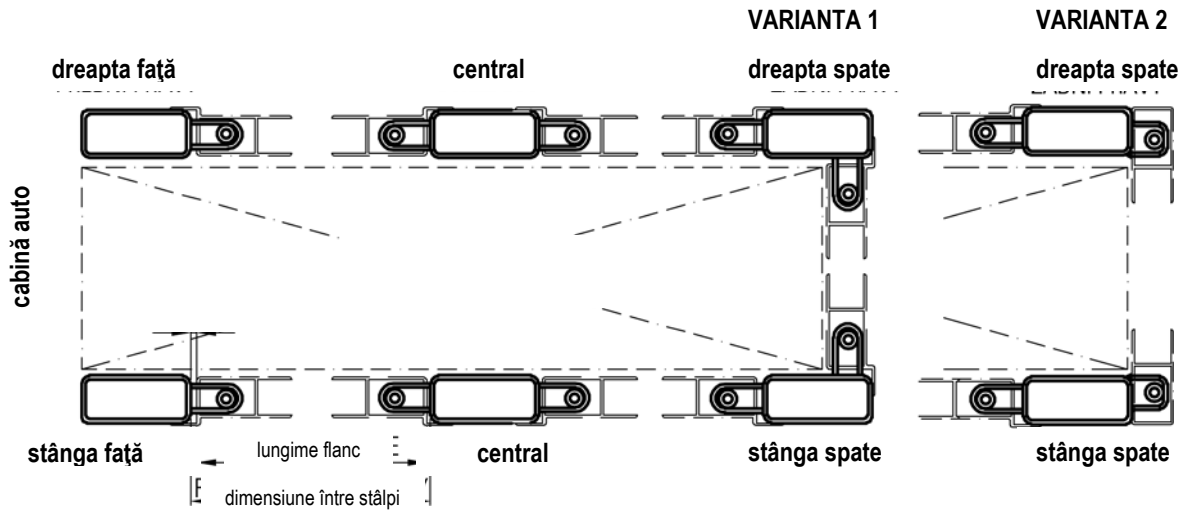 VARIANTA 1 VARIANTA 2
dreapta faţă central dreapta spate dreapta spate
cabină auto
stânga faţă central stânga spate stânga spate
lungime flanc
dimensiune între stâlpi